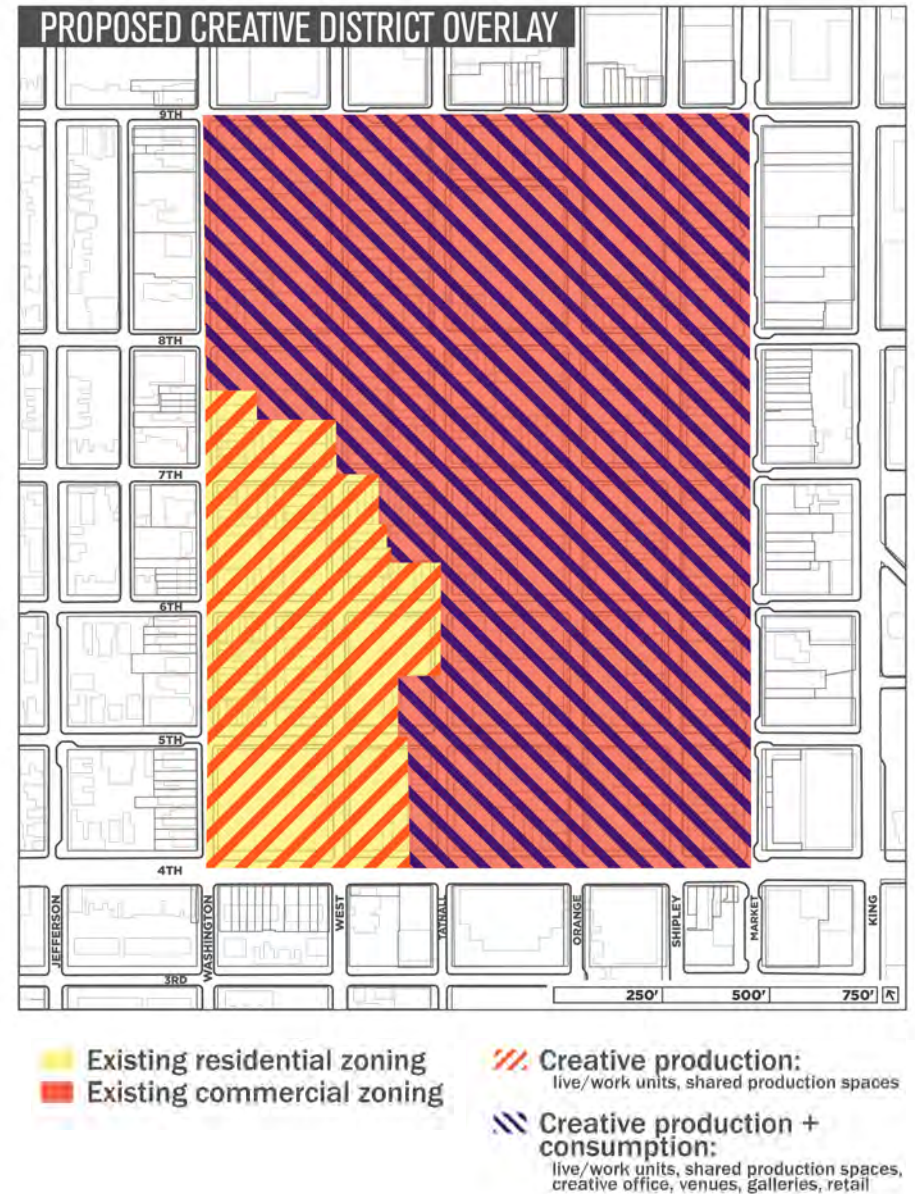 PROPOSED CREATIVE DISTRICT OVERLAY
9TH
8TH
7TH
6TH
5TH
4TH
JEFFERSON
WASHINGTON
WEST
TATNALL
ORANGE
SHIPLEY
MARKET
KING
3RD
250' 500' 750'
Existing residential zoning
Existing commercial zoning
Creative production:
live/work units, shared production spaces
Creative production +
consumption:
live/work units, shared production spaces,
creative office, venues, galleries, retail